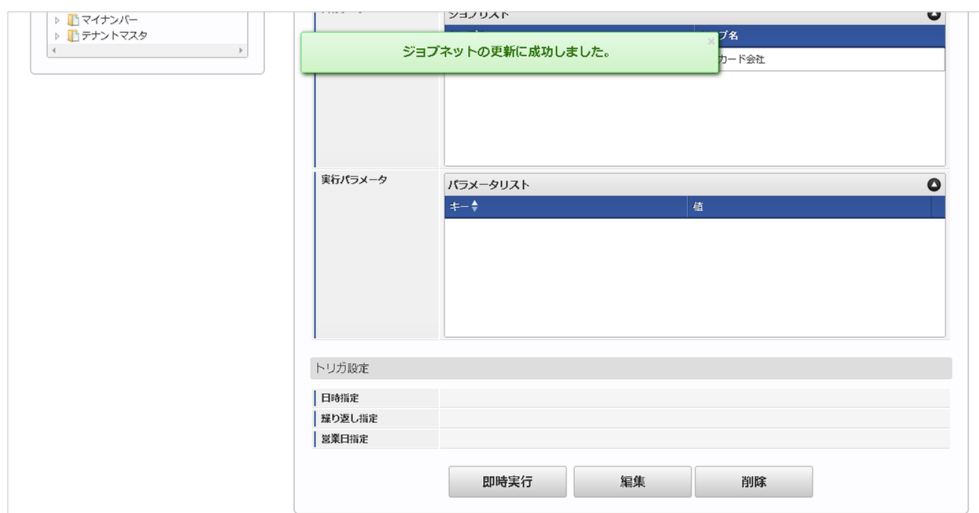 マイナンバー
テナントマスタ
ジョブリスト
ブ名
ジョブネットの更新に成功しました。
カード会社
実行パラメータ
パラメータリスト
キー
値
トリガ設定
日時指定
繰り返し指定
営業日指定
即時実行
編集
削除